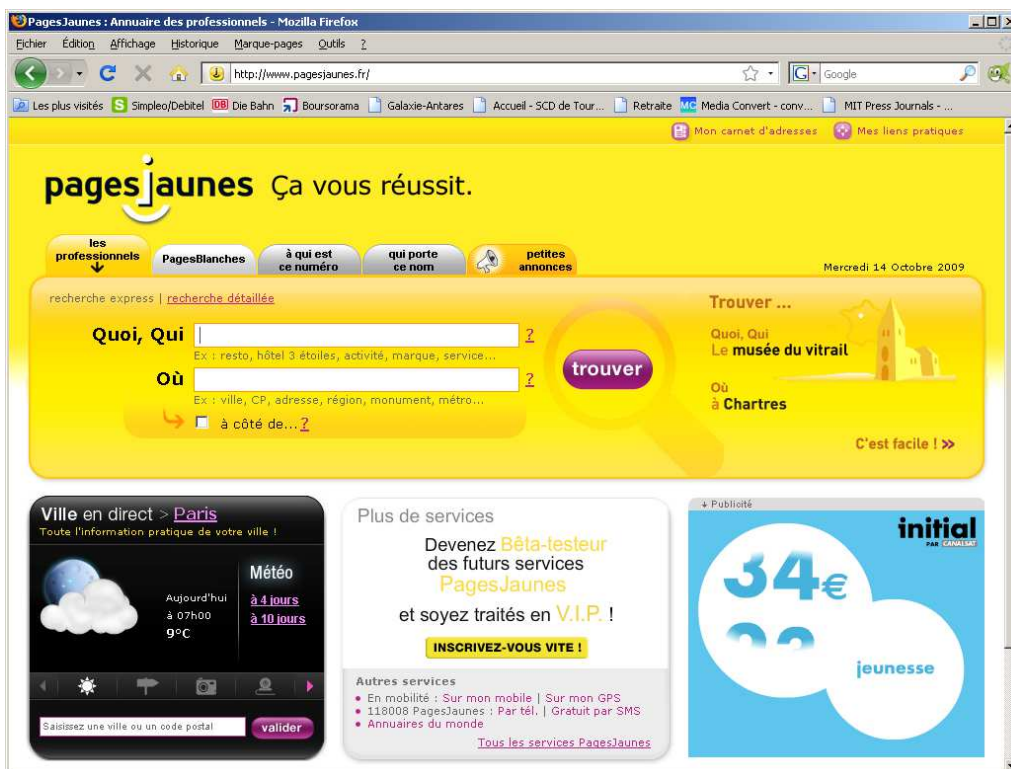 PagesJaunes : Annuaire des professionnels - Mozilla Firefox
Fichier Édition Affichage Historique Marque-pages Outils ?
http://www.pagesjaunes.fr/ G Google
Les plus visités S Simpleo/Debitel DB Die Bahn Boursorama Galaxie-Antares Accueil - SCD de Tour... Retraite MC Media Convert - conv... MIT Press Journals - ...
Mon carnet d'adresses Mes liens pratiques
pagesjaunes Ça vous réussit.
les professionnels
PagesBlanches
à qui est ce numéro
qui porte ce nom
petites annonces
Mercredi 14 Octobre 2009
recherche express | recherche détaillée
Quoi, Qui ?
Ex : resto, hôtel 3 étoiles, activité, marque, service...
Où ?
Ex : ville, CP, adresse, région, monument, métro...
à côté de... ?
trouver
Trouver ...
Quoi, Qui
Le musée du vitrail
Où
à Chartres
C'est facile ! >>
Ville en direct > Paris
Toute l'information pratique de votre ville !
Aujourd'hui
à 07h00
9°C
Météo
à 4 jours
à 10 jours
Saisissez une ville ou un code postal valider
Plus de services
Devenez Bêta-testeur
des futurs services
PagesJaunes
et soyez traités en V.I.P. !
INSCRIVEZ-VOUS VITE !
Autres services
• En mobilité : Sur mon mobile | Sur mon GPS
• 118008 PagesJaunes : Par tél. | Gratuit par SMS
• Annuaires du monde
Tous les services PagesJaunes
Publicité
initial
PAR CANALSAT
34€
jeunesse